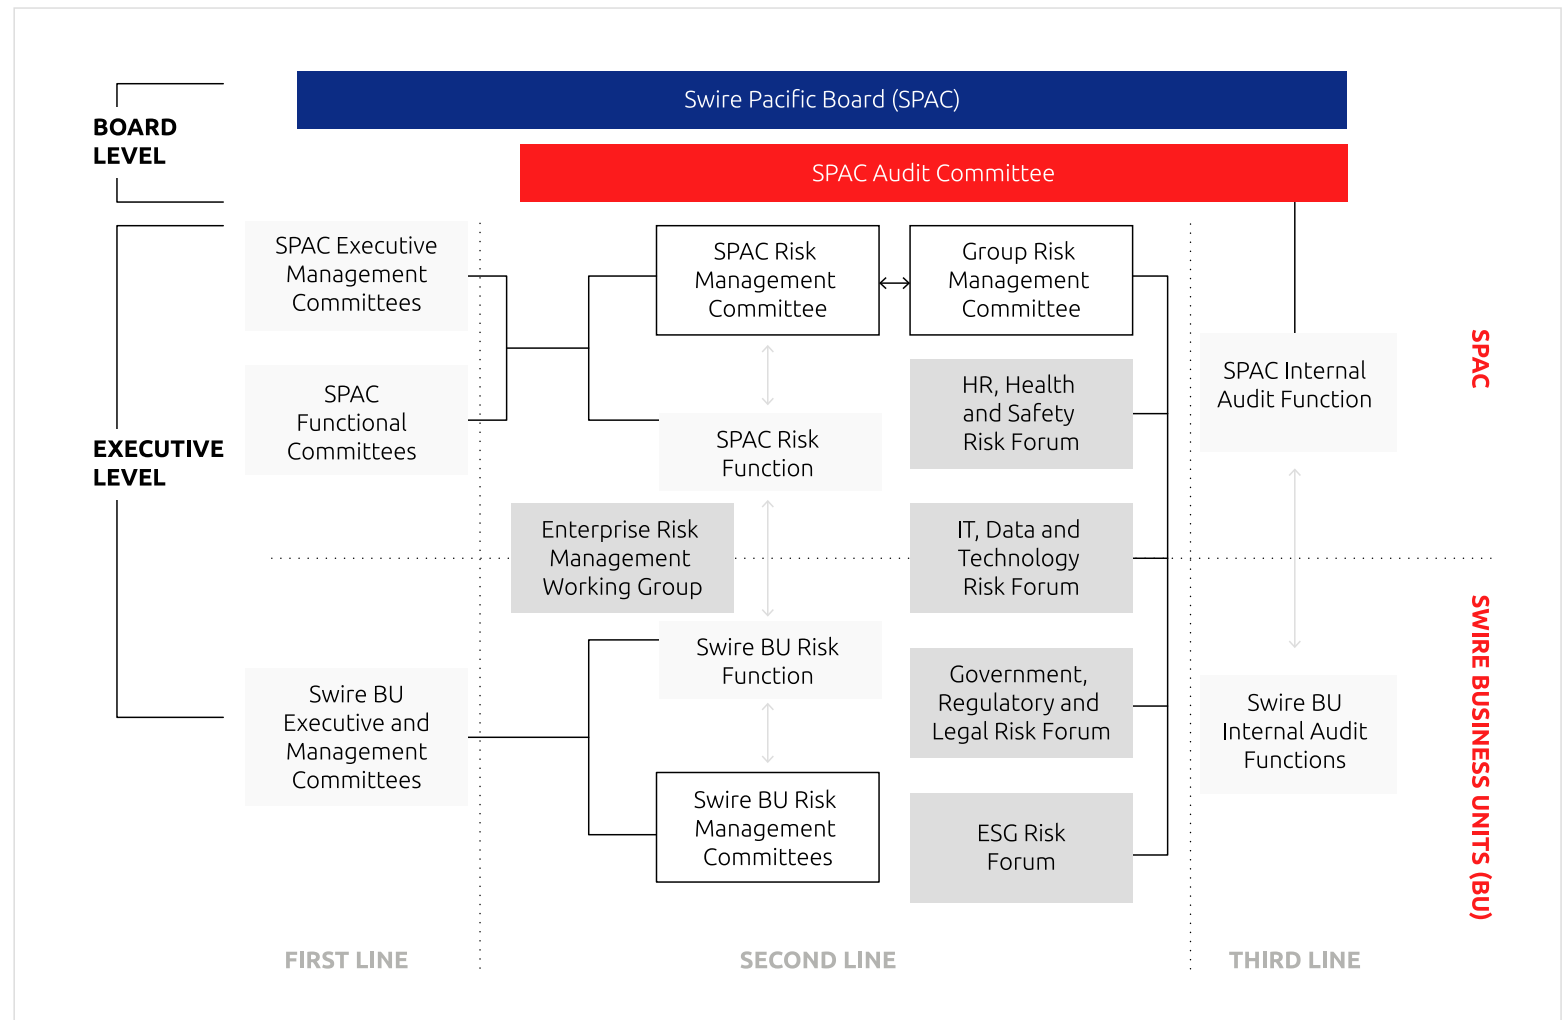 Swire Pacific Board (SPAC)
BOARD
LEVEL
SPAC Audit Committee
EXECUTIVE
LEVEL
SPAC Executive
Management
Committees
SPAC
Functional
Committees
Swire BU
Executive and
Management
Committees
SPAC Risk
Management
Committee
SPAC Risk
Function
Enterprise Risk
Management
Working Group
Swire BU Risk
Function
Swire BU Risk
Management
Committees
Group Risk
Management
Committee
HR, Health
and Safety
Risk Forum
IT, Data and
Technology
Risk Forum
Government,
Regulatory and
Legal Risk Forum
ESG Risk
Forum
SPAC Internal
Audit Function
Swire BU
Internal Audit
Functions
SPAC
SWIRE BUSINESS UNITS (BU)
FIRST LINE
SECOND LINE
THIRD LINE